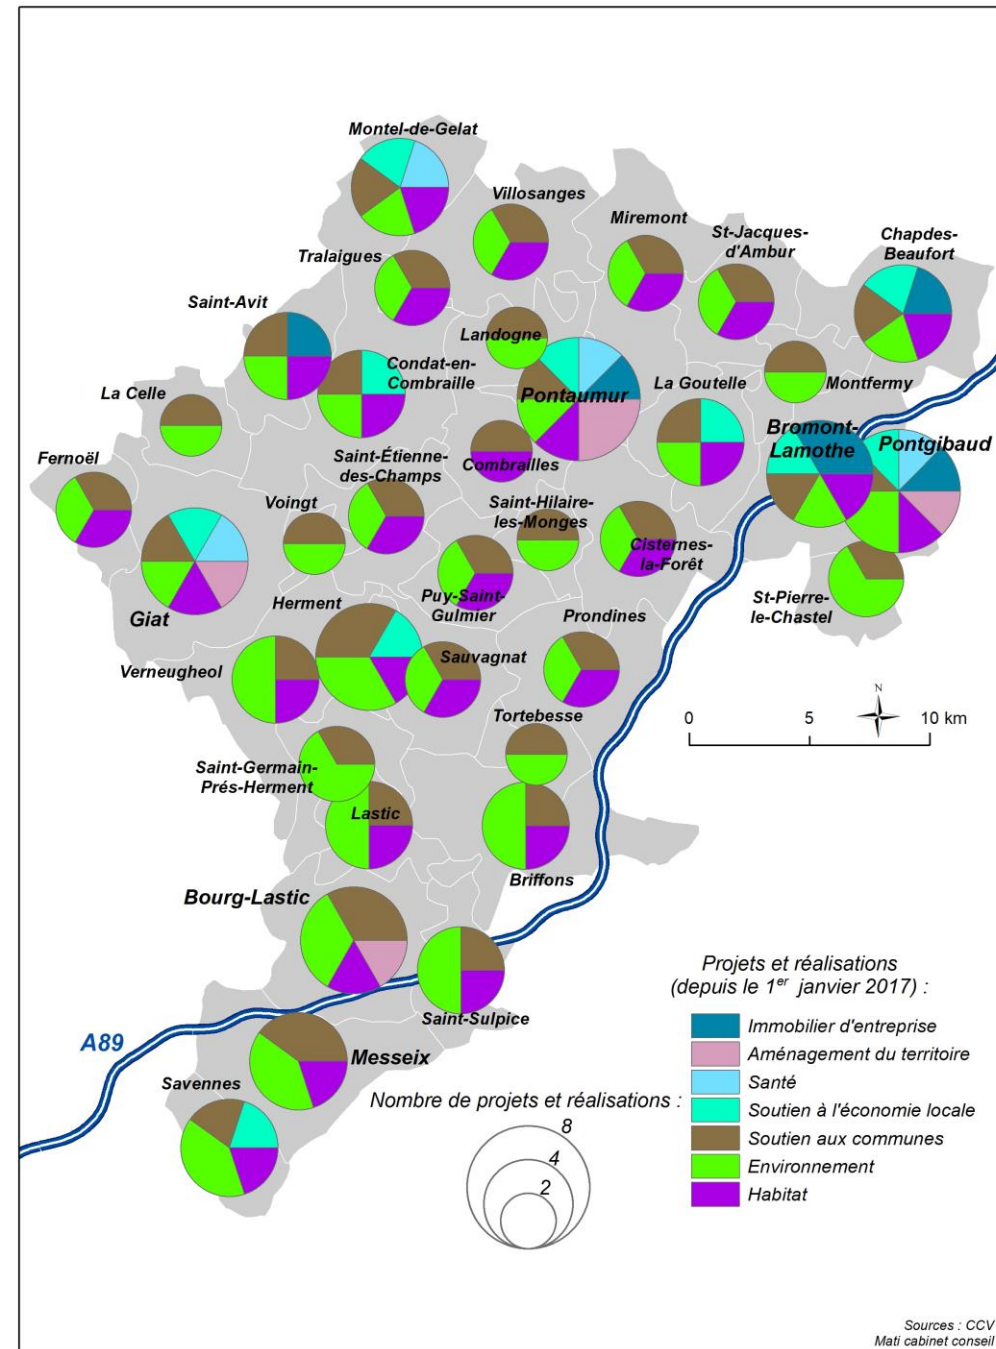 Montel-de-Gelat
Villosanges
Miremont
St-Jacques-
d'Ambur
Chapdes-
Beaufort
Tralaigues
Saint-Avit
Landogne
Condat-en-
Combraille
Pontaumur
La Goutelle
Montfermy
La Celle
Bromont-
Lamothe
Pontgibaud
Fernoël
Saint-Étienne-
des-Champs
Combrailles
Voingt
Saint-Hilaire-
les-Monges
Cisternes-
la-Forêt
Puy-Saint-
Gulmier
St-Pierre-
le-Chastel
Giat
Herment
Prondines
Verneugheol
Sauvagnat
Tortebesse
0 5 10 km
N
Saint-Germain-
Prés-Herment
Lastic
Briffons
Bourg-Lastic
Saint-Sulpice
A89
Messeix
Savennes
Projets et réalisations
(depuis le 1er janvier 2017) :
Immobilier d'entreprise
Aménagement du territoire
Santé
Soutien à l'économie locale
Soutien aux communes
Environnement
Habitat
Nombre de projets et réalisations :
8
4
2
Sources : CCV
Mati cabinet conseil